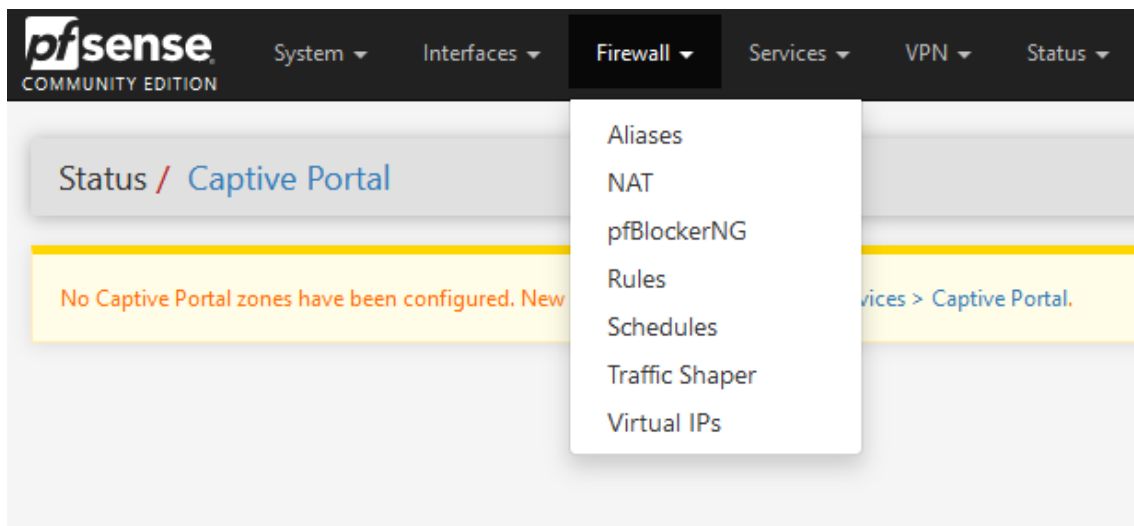 pfsense
COMMUNITY EDITION
System Interfaces Firewall Services VPN Status
Status / Captive Portal
No Captive Portal zones have been configured. New
> Captive Portal.
Aliases
NAT
pfBlockerNG
Rules
Schedules
Traffic Shaper
Virtual IPs